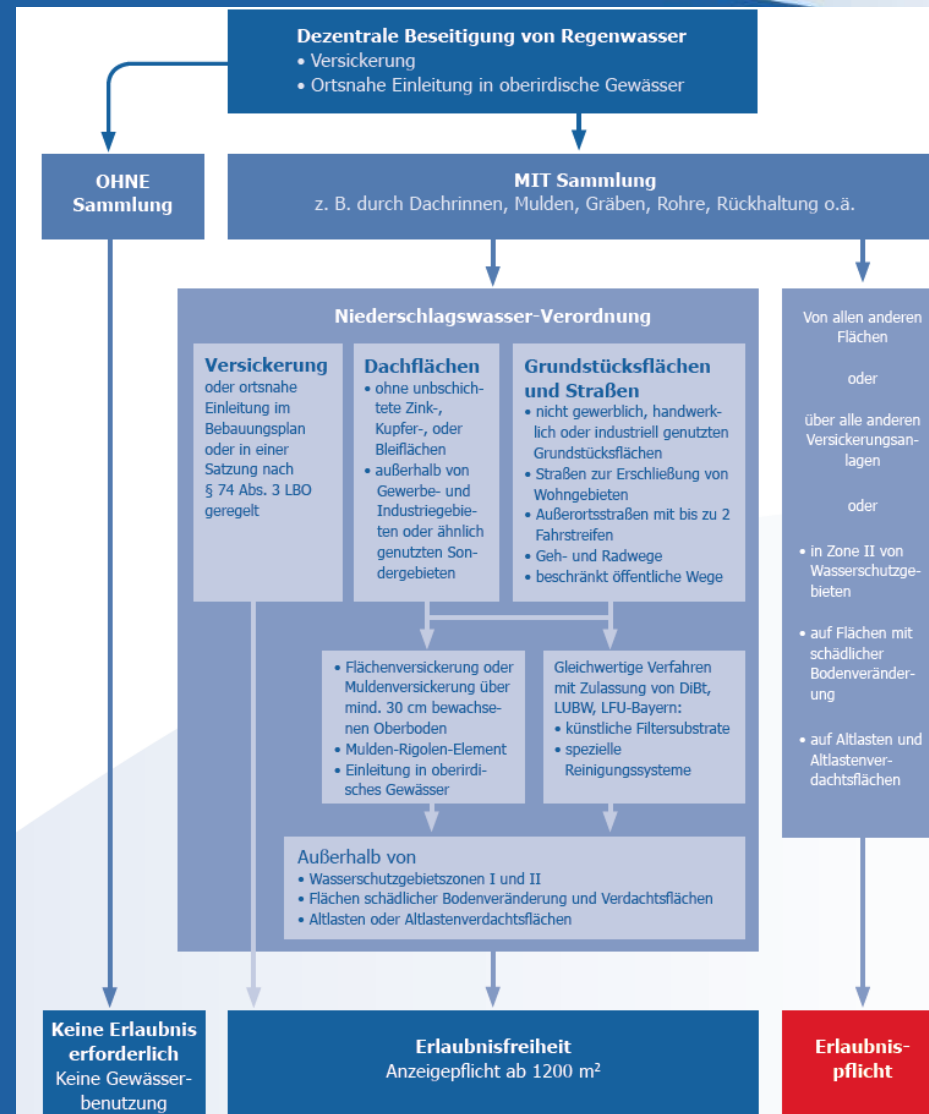 Dezentrale Beseitigung von Regenwasser
• Versickerung
• Ortsnahe Einleitung in oberirdische Gewässer
OHNE
Sammlung
MIT Sammlung
z. B. durch Dachrinnen, Mulden, Gräben, Rohre, Rückhaltung o.ä.
Niederschlagswasser-Verordnung
Versickerung
oder ortsnahe
Einleitung im
Bebauungsplan
oder in einer
Satzung nach
§ 74 Abs. 3 LBO
geregelt
Dachflächen
• ohne unbschich-
tete Zink-,
Kupfer-, oder
Bleiflächen
• außerhalb von
Gewerbe- und
Industriegebie-
ten oder ähnlich
genutzten Son-
dergebieten
Grundstücksflächen
und Straßen
• nicht gewerblich, handwerk-
lich oder industriell genutzten
Grundstücksflächen
• Straßen zur Erschließung von
Wohngebieten
• Außerortsstraßen mit bis zu 2
Fahrstreifen
• Geh- und Radwege
• beschränkt öffentliche Wege
• Flächenversickerung oder
Muldenversickerung über
mind. 30 cm bewachse-
nen Oberboden
• Mulden-Rigolen-Element
• Einleitung in oberirdi-
sches Gewässer
Gleichwertige Verfahren
mit Zulassung von DiBt,
LUBW, LFU-Bayern:
• künstliche Filtersubstrate
• spezielle
Reinigungssysteme
Außerhalb von
• Wasserschutzgebietszonen I und II
• Flächen schädlicher Bodenveränderung und Verdachtsflächen
• Altlasten oder Altlastenverdachtsflächen
Von allen anderen
Flächen
oder
über alle anderen
Versickerungsan-
lagen
oder
• in Zone II von
Wasserschutzge-
bieten
• auf Flächen mit
schädlicher
Bodenveränder-
ung
• auf Altlasten und
Altlastenver-
dachtsflächen
Keine Erlaubnis
erforderlich
Keine Gewässer-
benutzung
Erlaubnisfreiheit
Anzeigepflicht ab 1200 m²
Erlaubnis-
pflicht